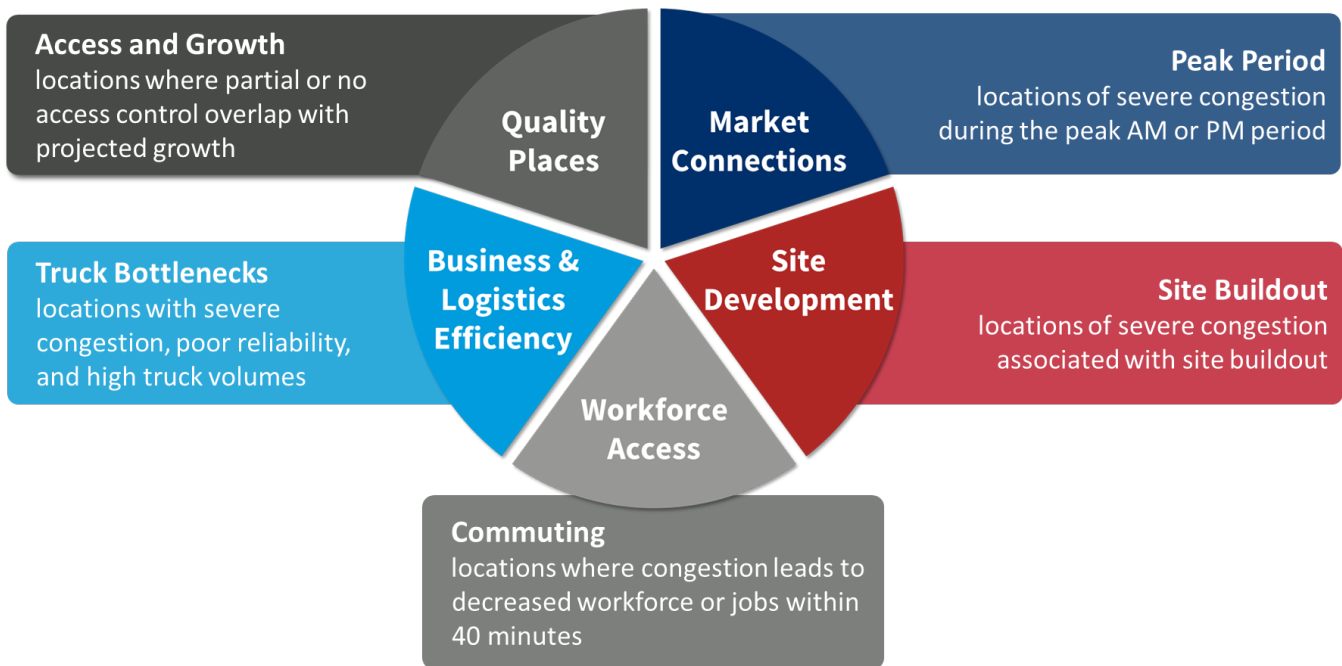 Access and Growth
locations where partial or no
access control overlap with
projected growth
Quality
Places
Market
Connections
Peak Period
locations of severe congestion
during the peak AM or PM period
Truck Bottlenecks
locations with severe
congestion, poor reliability,
and high truck volumes
Business &
Logistics
Efficiency
Site
Development
Site Buildout
locations of severe congestion
associated with site buildout
Workforce
Access
Commuting
locations where congestion leads to
decreased workforce or jobs within
40 minutes